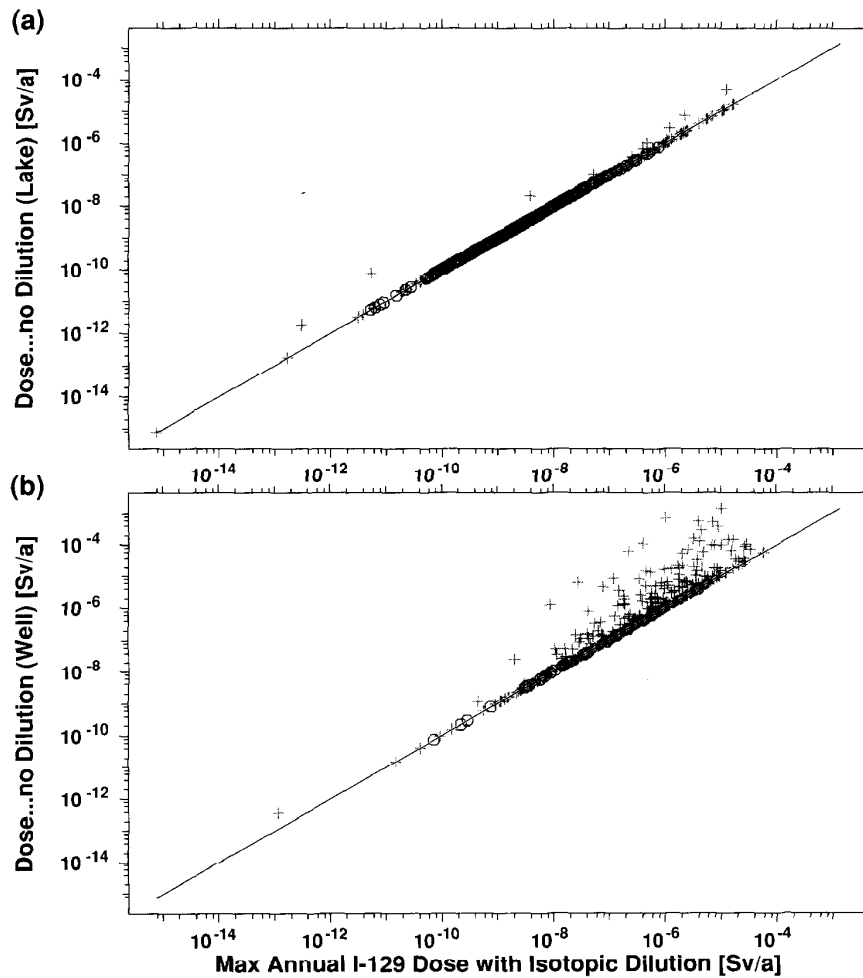 (a)
Dose...no Dilution (Lake) [Sv/a]
10^-4
10^-6
10^-8
10^-10
10^-12
10^-14
10^-14 10^-12 10^-10 10^-8 10^-6 10^-4
(b)
Dose...no Dilution (Well) [Sv/a]
10^-4
10^-6
10^-8
10^-10
10^-12
10^-14
10^-14 10^-12 10^-10 10^-8 10^-6 10^-4
Max Annual I-129 Dose with Isotopic Dilution [Sv/a]